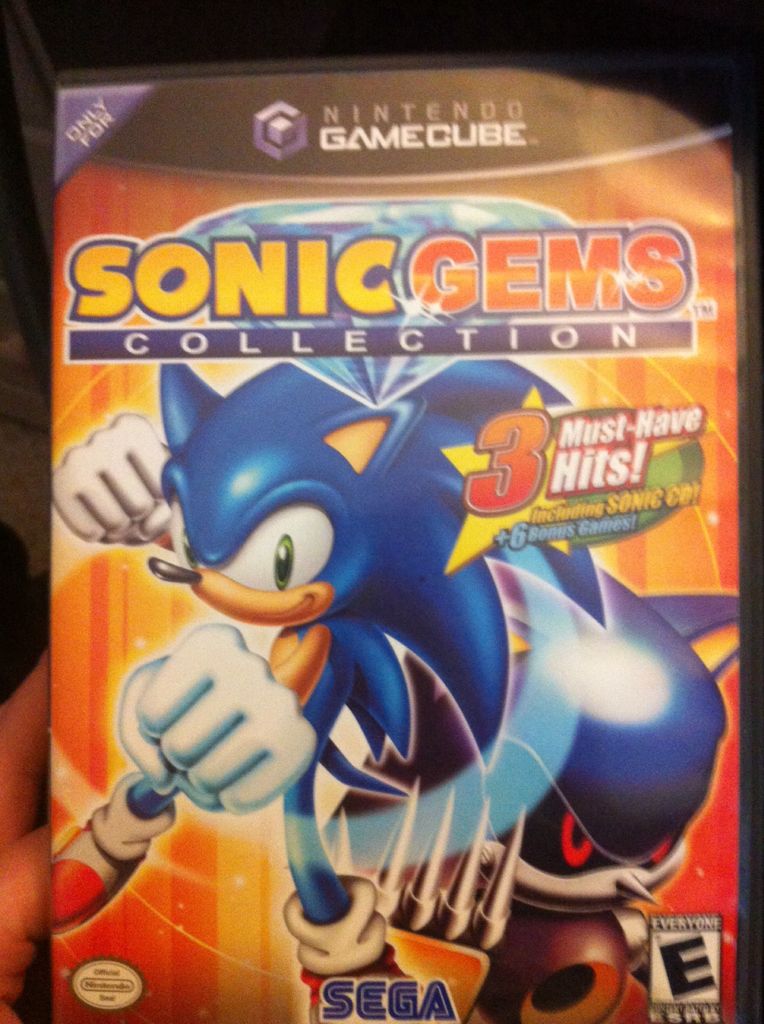 ONLY
FOR
NINTENDO
GAMECUBE
SONIC GEMS
COLLECTION
TM
3
Must-Have
Hits!
Including SONIC CD!
+6 Bonus Games!
Official
Nintendo
Seal
SEGA
EVERYONE
E
ESRB